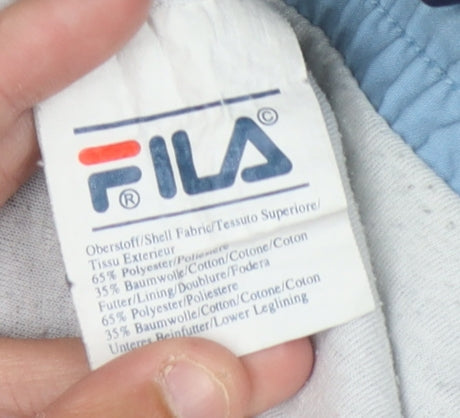 FILA ©
®
Oberstoff/Shell Fabric/Tessuto Superiore/
Tissu Exterieur
65% Polyester/Poliestere
35% Baumwolle/Cotton/Cotone/Coton
Futter/Lining/Doublure/Fodera
65% Polyester/Poliestere
35% Baumwolle/Cotton/Cotone/Coton
Unteres Beinfutter/Lower Leglining